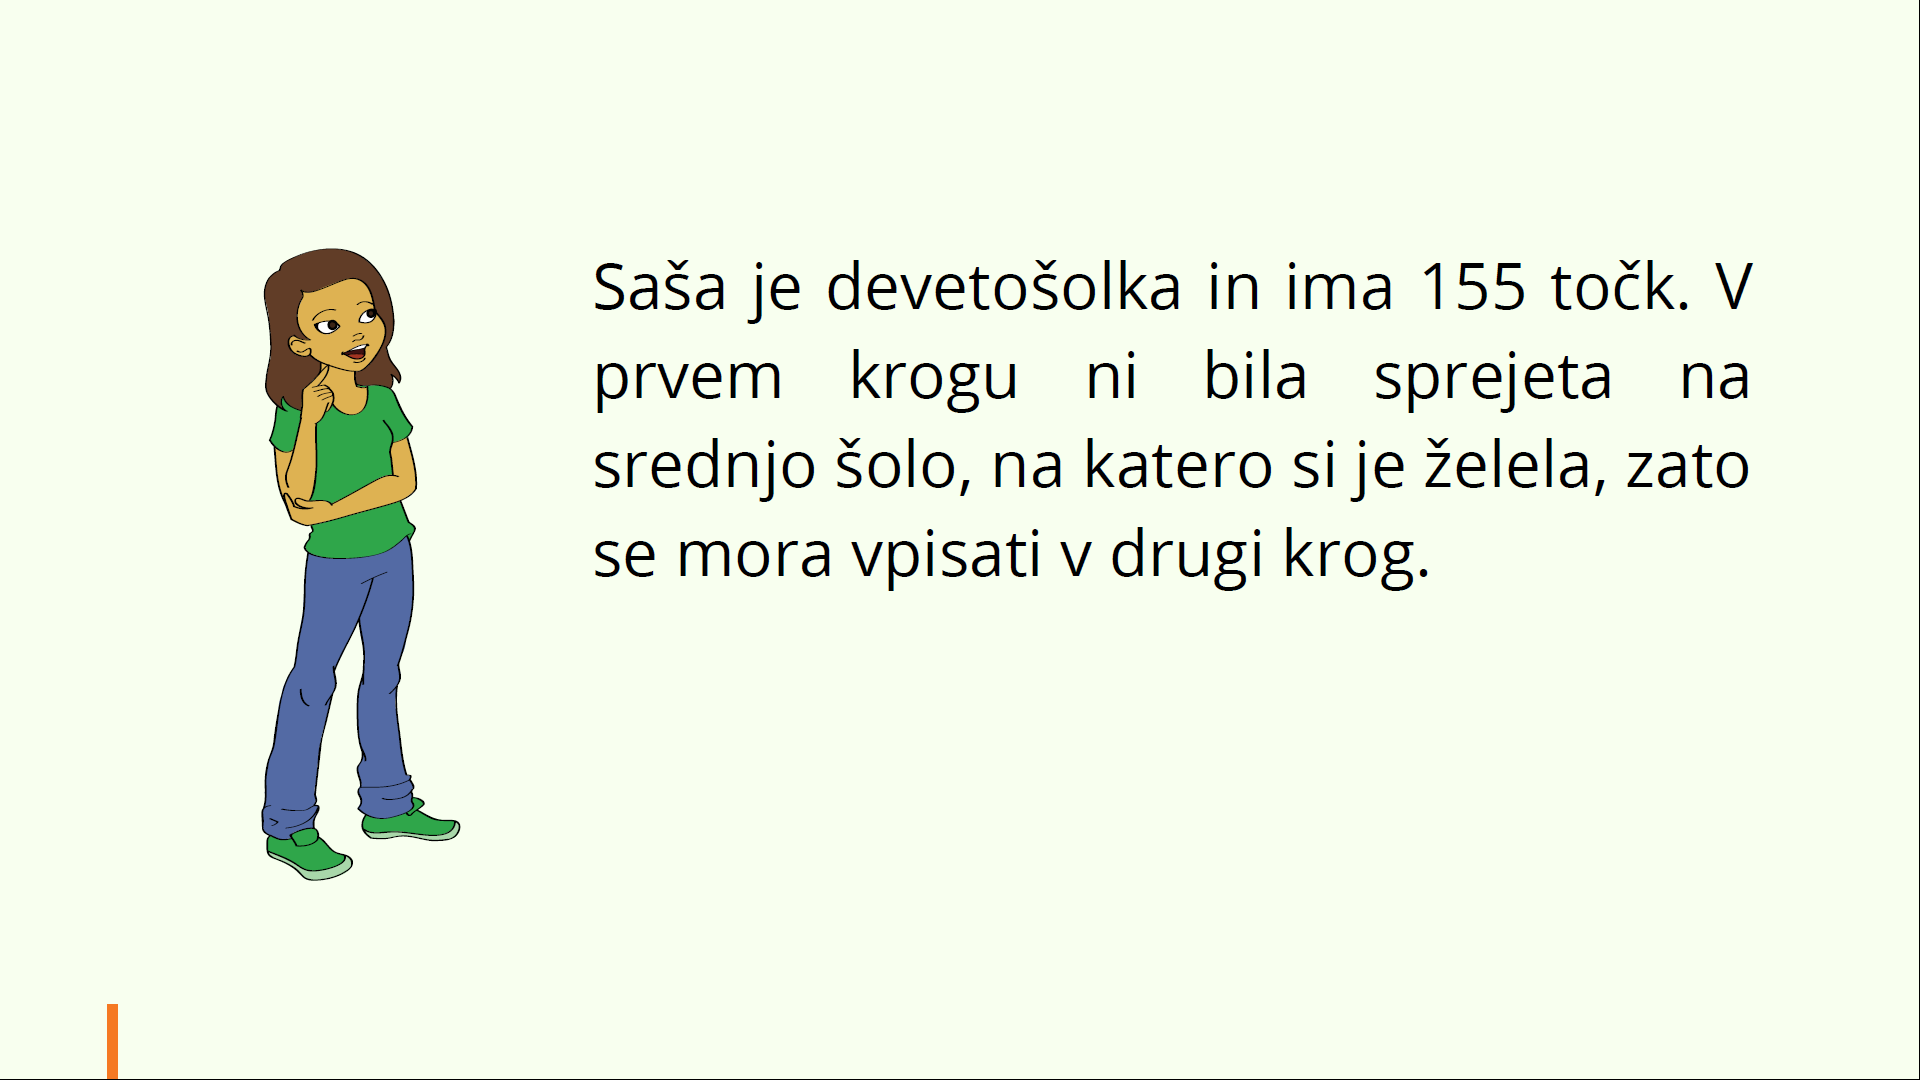 Saša je devetošolka in ima 155 točk. V
prvem krogu ni bila sprejeta na
srednjo šolo, na katero si je želela, zato
se mora vpisati v drugi krog.